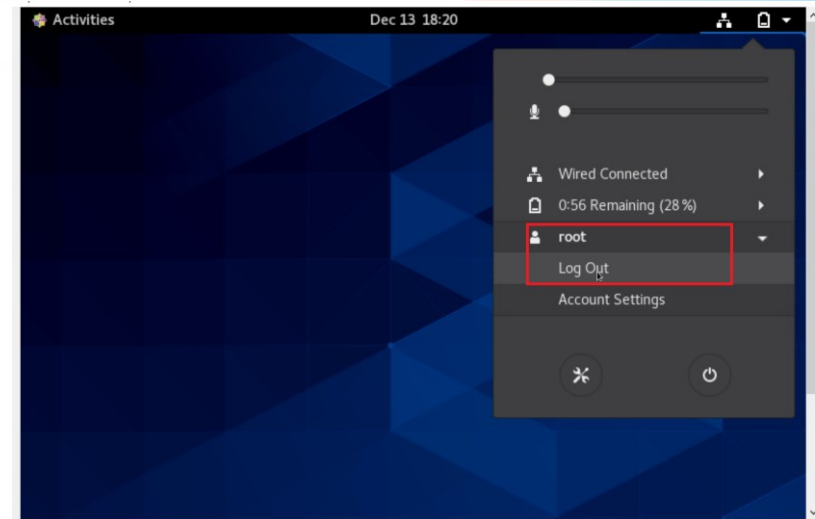 Activities
Dec 13 18:20
Wired Connected
0:56 Remaining (28 %)
root
Log Out
Account Settings